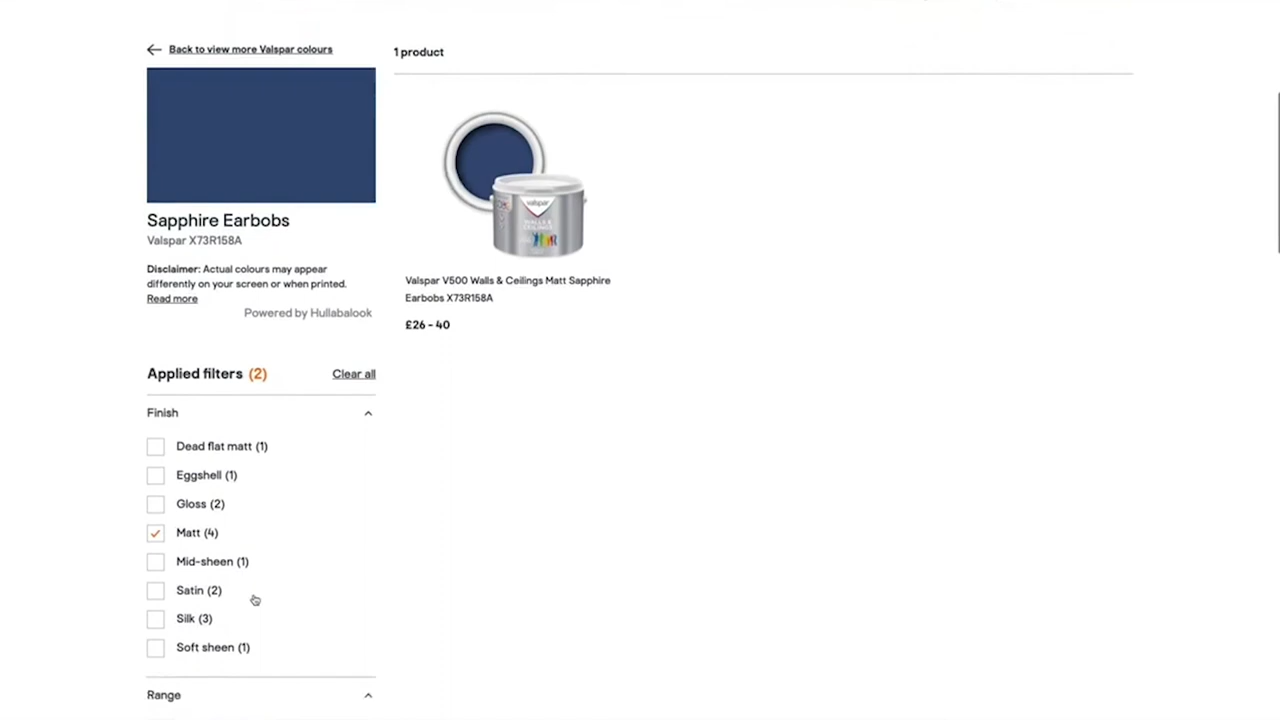 Back to view more Valspar colours
1 product
Sapphire Earbobs
Valspar X73R158A
Disclaimer: Actual colours may appear
differently on your screen or when printed.
Read more
Powered by Hullabalook
valspar
WALLS &
CEILINGS
Valspar V500 Walls & Ceilings Matt Sapphire
Earbobs X73R158A
£26 - 40
Applied filters (2)
Clear all
Finish
Dead flat matt (1)
Eggshell (1)
Gloss (2)
Matt (4)
Mid-sheen (1)
Satin (2)
Silk (3)
Soft sheen (1)
Range